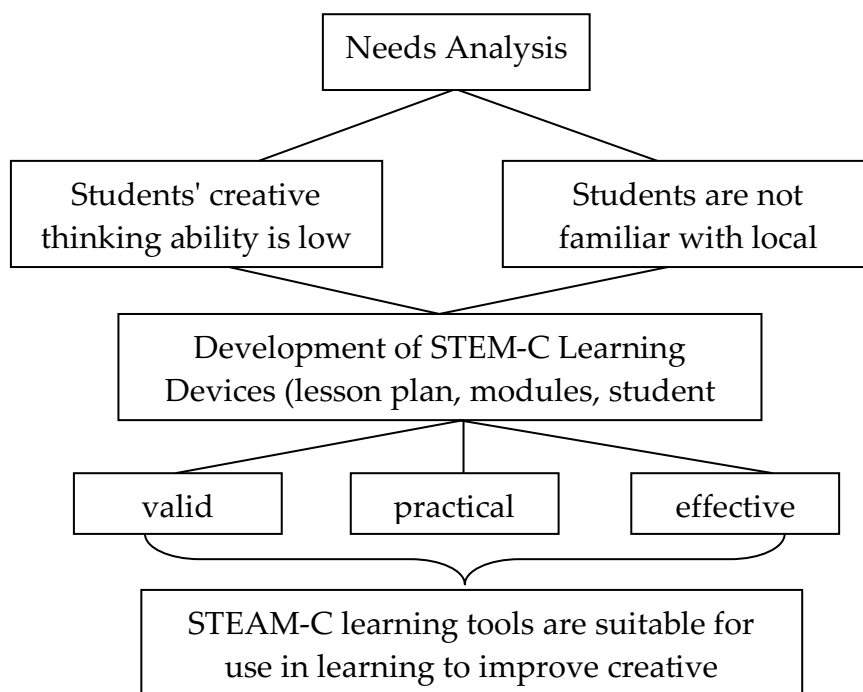 Needs Analysis
Students' creative
thinking ability is low
Students are not
familiar with local
Development of STEM-C Learning
Devices (lesson plan, modules, student
valid
practical
effective
STEAM-C learning tools are suitable for
use in learning to improve creative